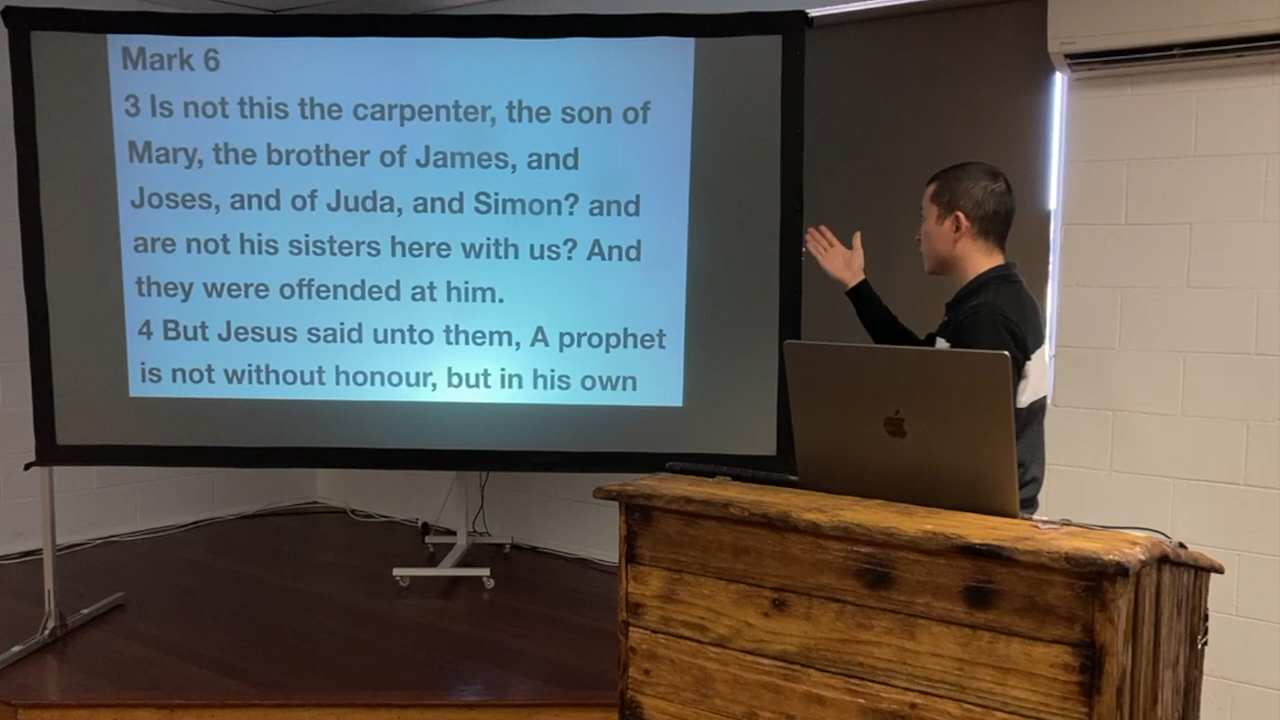 Mark 6
3 Is not this the carpenter, the son of
Mary, the brother of James, and
Joses, and of Juda, and Simon? and
are not his sisters here with us? And
they were offended at him.
4 But Jesus said unto them, A prophet
is not without honour, but in his own